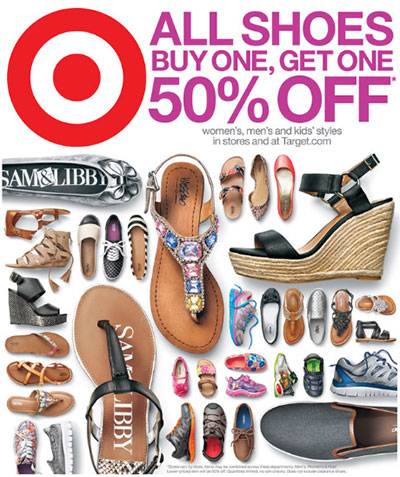 ALL SHOES
BUY ONE, GET ONE
50% OFF*
women's, men's and kids' styles
in stores and at Target.com
SAM&LIBBY
SAM&LIBBY